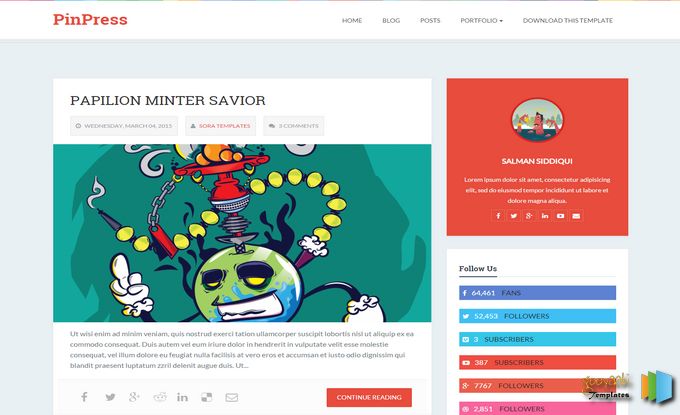 PinPress
HOME BLOG POSTS PORTFOLIO DOWNLOAD THIS TEMPLATE
PAPILION MINTER SAVIOR
WEDNESDAY, MARCH 04, 2015 SORA TEMPLATES 3 COMMENTS
Ut wisi enim ad minim veniam, quis nostrud exerci tation ullamcorper suscipit lobortis nisl ut aliquip ex ea
commodo consequat. Duis autem vel eum iriure dolor in hendrerit in vulputate velit esse molestie
consequat, vel illum dolore eu feugiat nulla facilisis at vero eros et accumsan et iusto odio dignissim qui
blandit praesent luptatum zzril delenit augue duis. Ut...
CONTINUE READING
SALMAN SIDDIQUI
Lorem ipsum dolor sit amet, consectetur adipisicing
elit, sed do eiusmod tempor incididunt ut labore et
dolore magna aliqua.
Follow Us
64,461 FANS
52,453 FOLLOWERS
3 SUBSCRIBERS
387 SUBSCRIBERS
7767 FOLLOWERS
2,851 FOLLOWERS
Templates